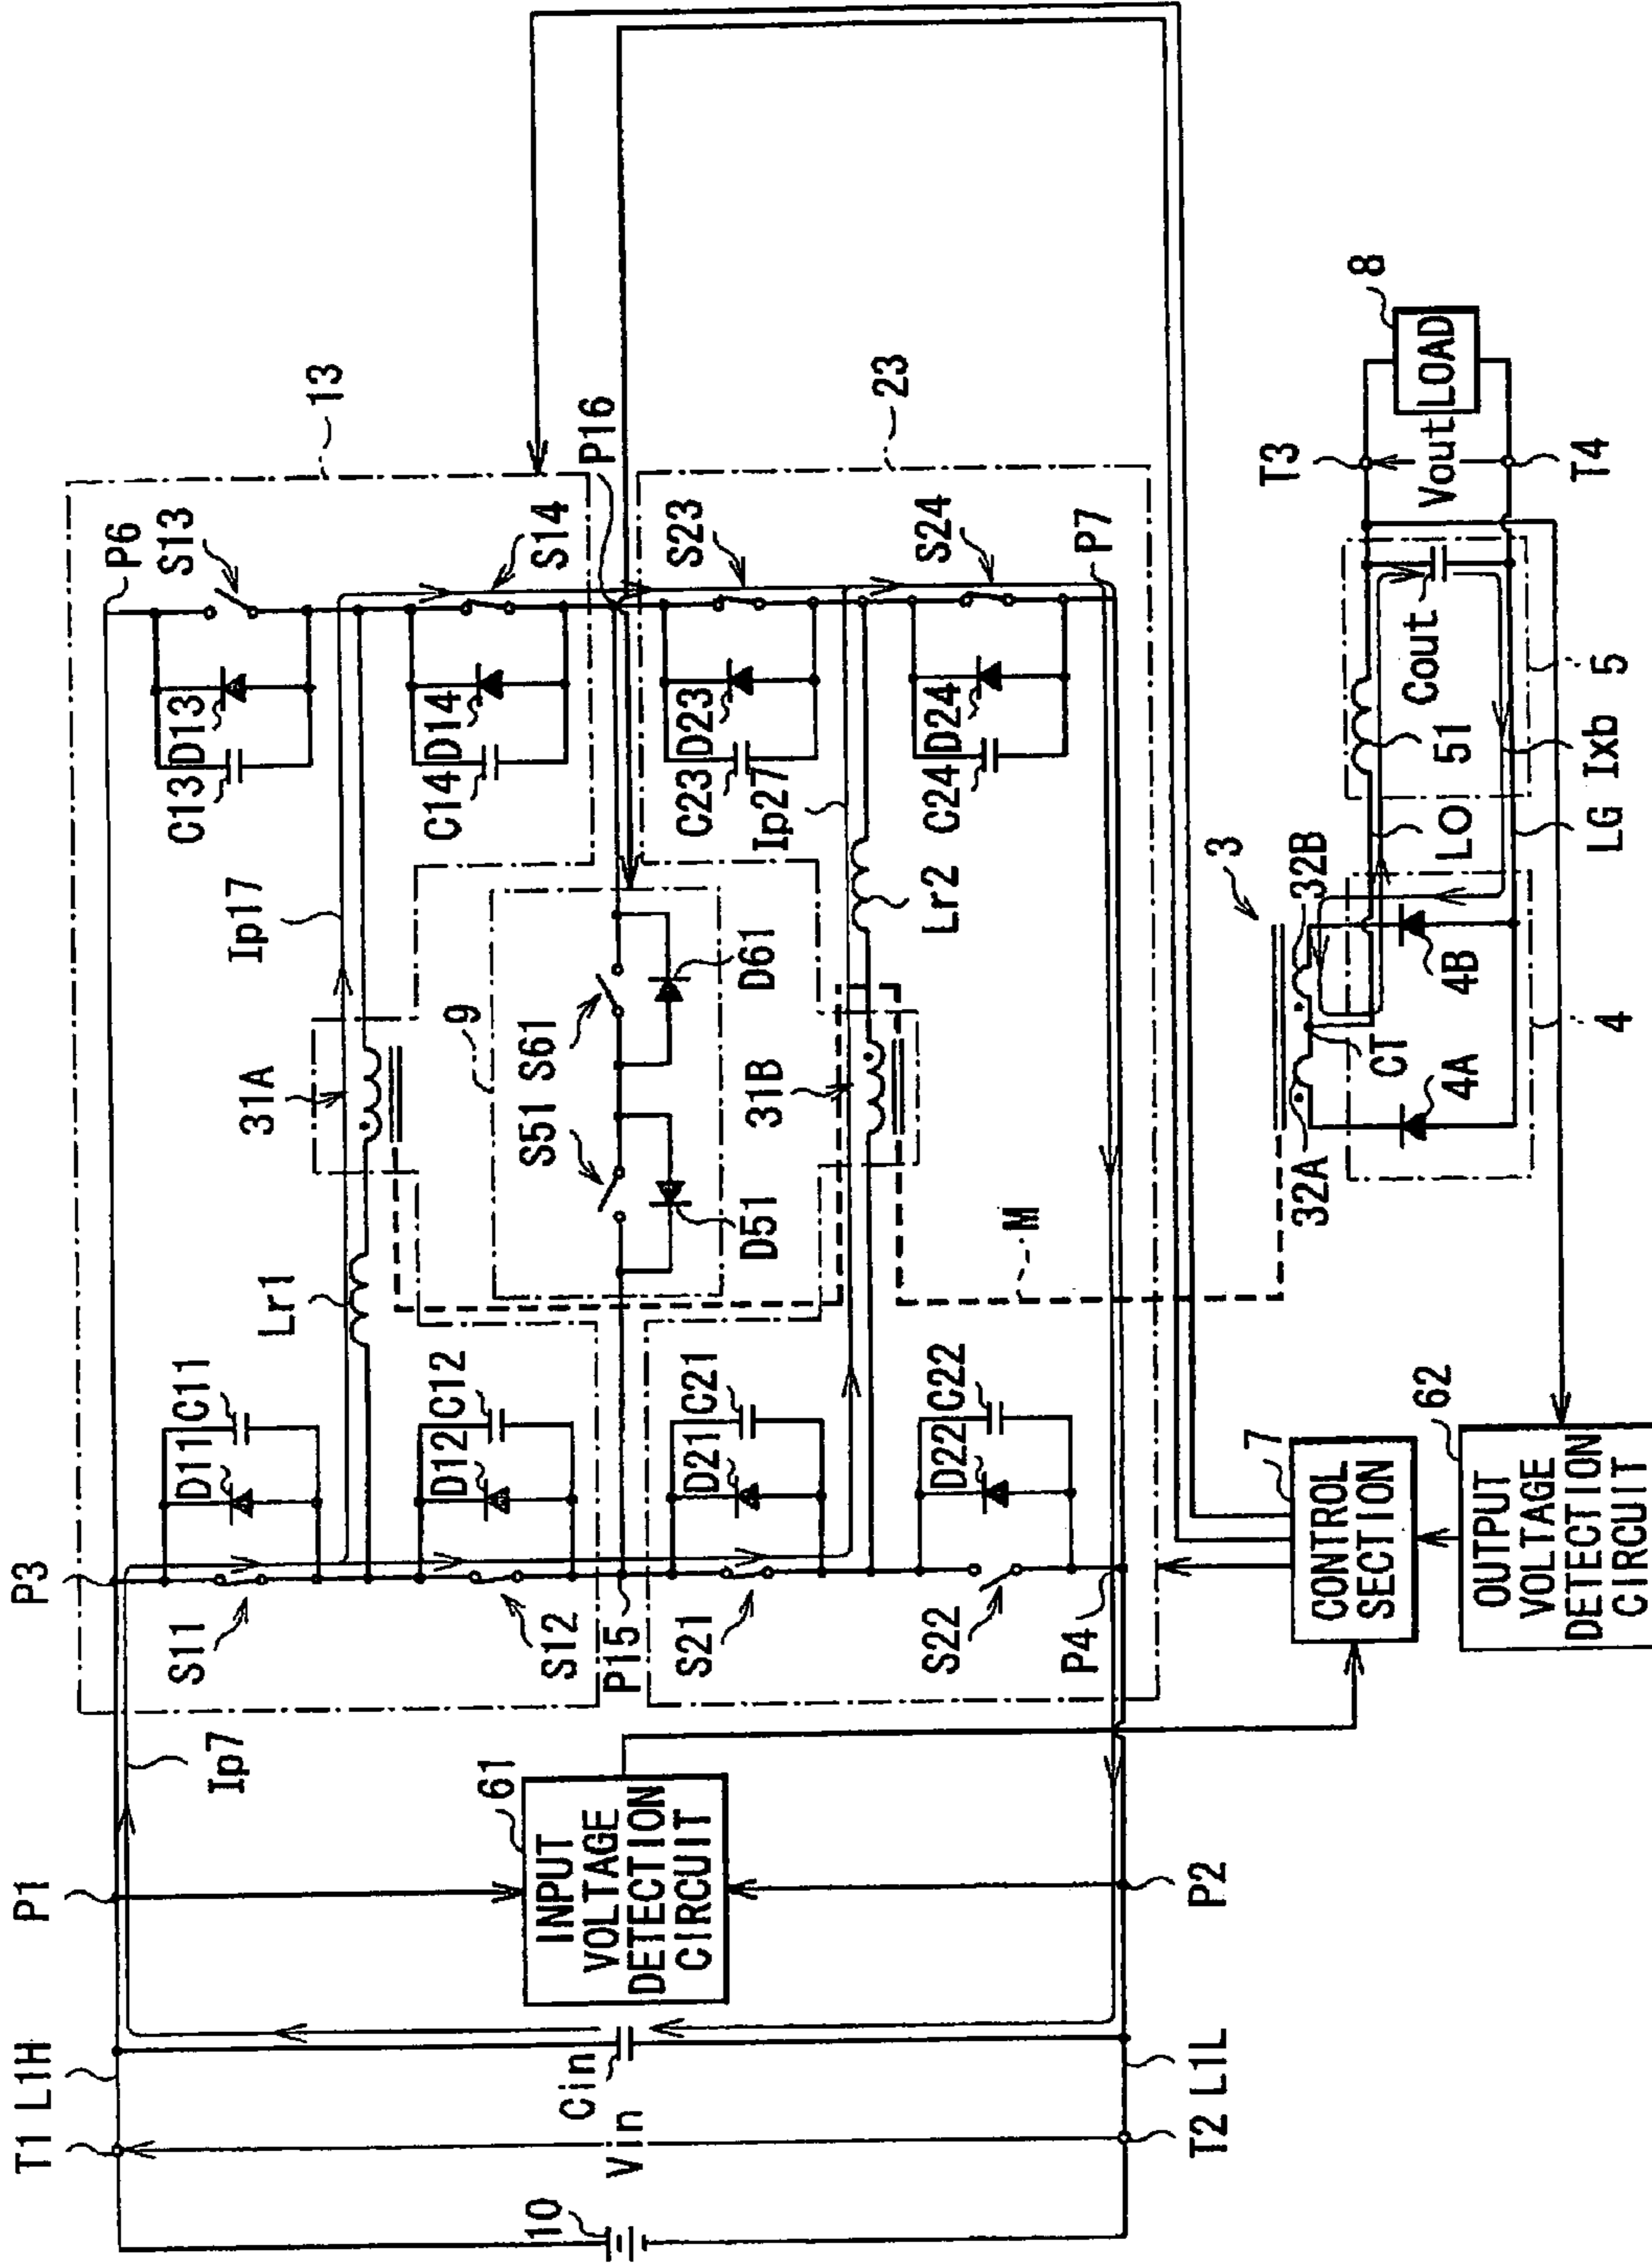 T1 L1H
P1
P3
P6
S13
13
Ip7
S11
D11
C11
Lr1
31A
Ip17
C13
D13
S14
P16
10
Vin
Cin
61
INPUT
VOLTAGE
DETECTION
CIRCUIT
S12
P15
D12
C12
9
S51
S61
D51
D61
C14
D14
S23
23
S21
D21
C21
31B
C23
D23
Ip27
Lr2
S22
D22
C22
M
C24
D24
S24
P4
P7
T2 L1L
P2
7
CONTROL
SECTION
62
OUTPUT
VOLTAGE
DETECTION
CIRCUIT
3
32A
32B
CT
4A
4B
4
LO
LG
Ixb
51
5
Cout
T3
Vout
T4
LOAD
8